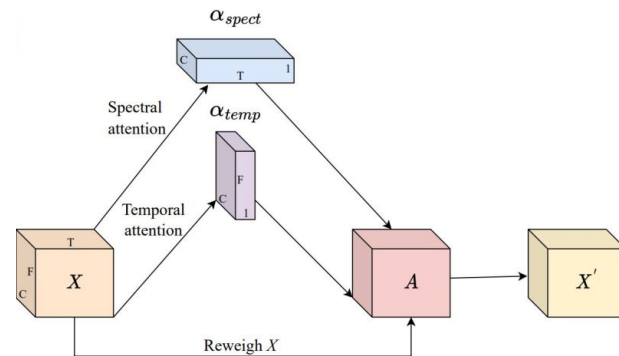 α_spect
C
T
1
Spectral
attention
α_temp
F
C
1
Temporal
attention
T
F
C
X
A
X′
Reweigh X